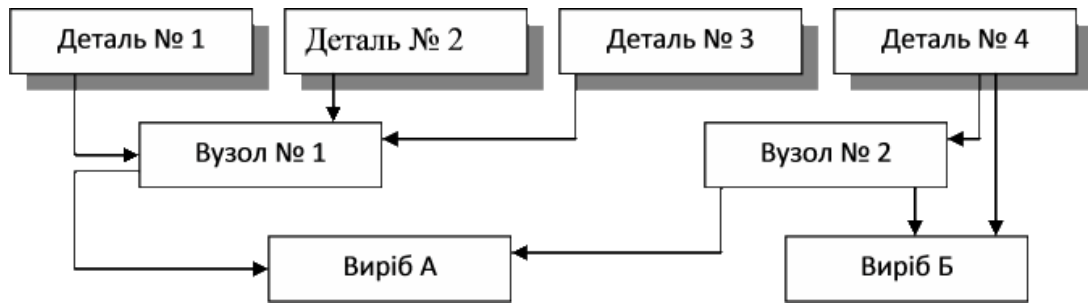 Деталь № 1
Деталь № 2
Деталь № 3
Деталь № 4
Вузол № 1
Вузол № 2
Виріб А
Виріб Б